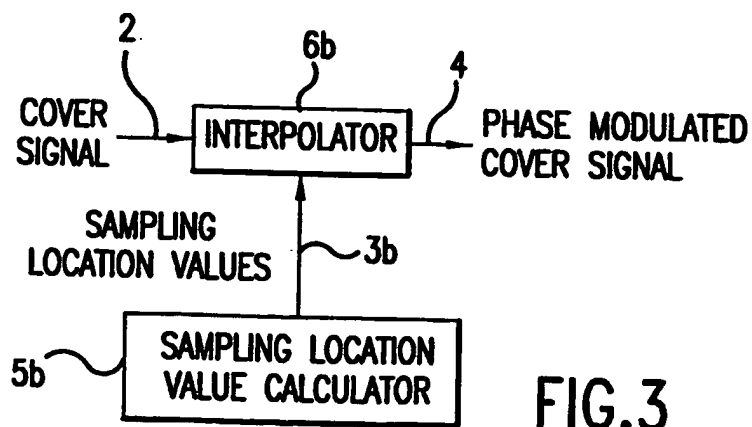 2
6b
4
COVER
SIGNAL
INTERPOLATOR
PHASE MODULATED
COVER SIGNAL
SAMPLING
LOCATION VALUES
3b
5b
SAMPLING LOCATION
VALUE CALCULATOR
FIG.3